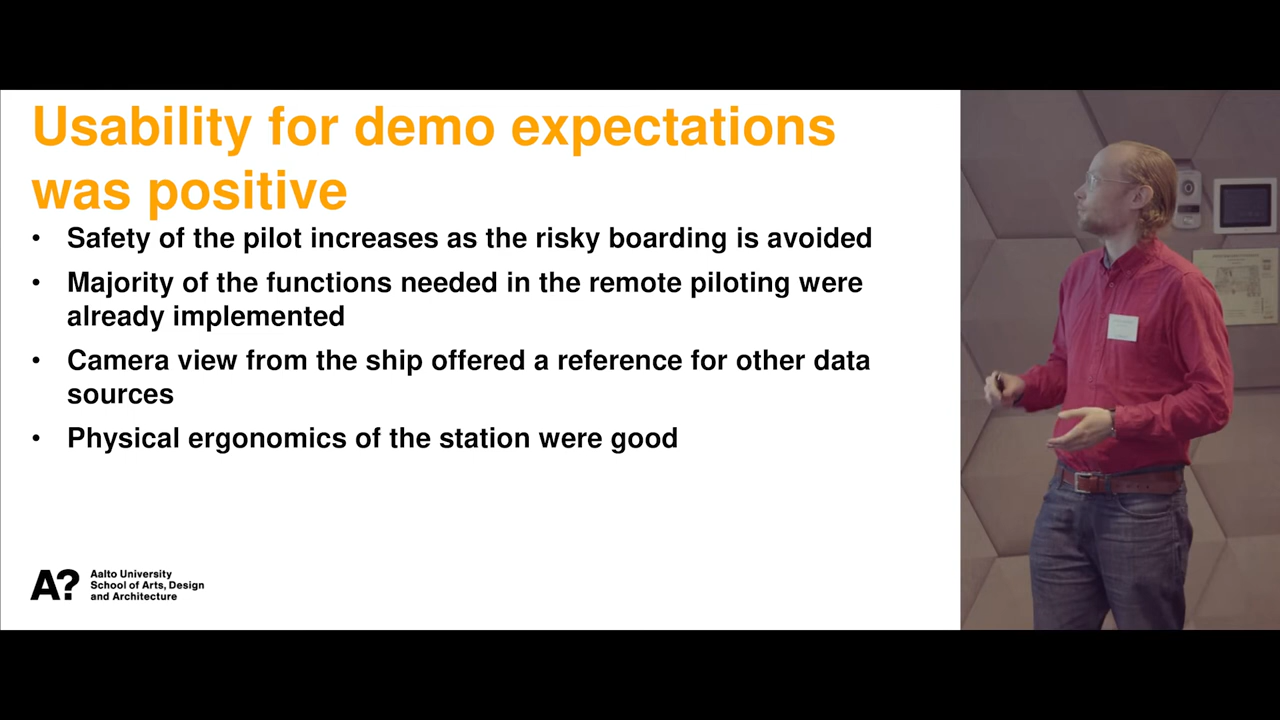 Usability for demo expectations
was positive
• Safety of the pilot increases as the risky boarding is avoided
• Majority of the functions needed in the remote piloting were
already implemented
• Camera view from the ship offered a reference for other data
sources
• Physical ergonomics of the station were good
A?
Aalto University
School of Arts, Design
and Architecture